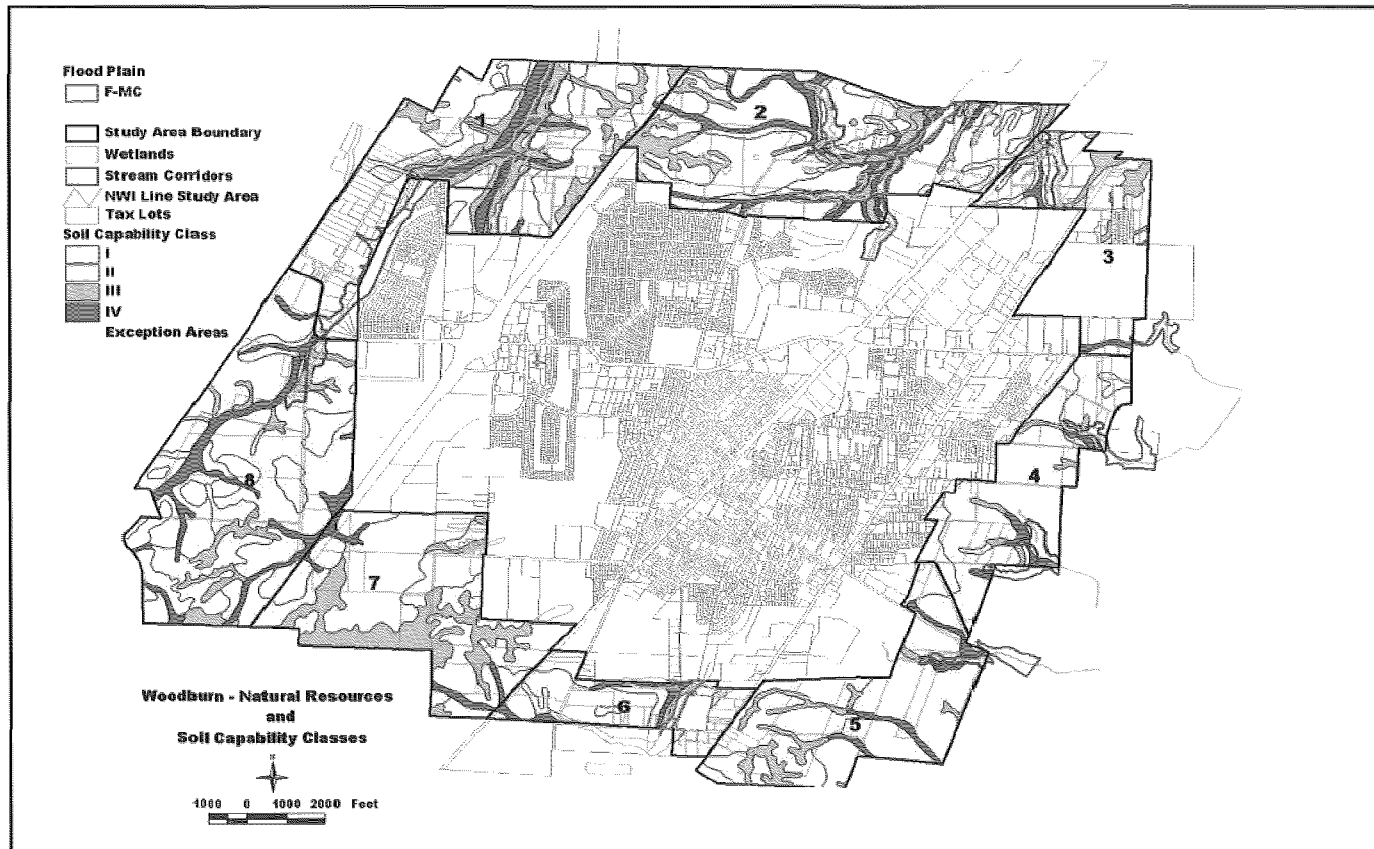 Flood Plain
F-MC
Study Area Boundary
Wetlands
Stream Corridors
NWI Line Study Area
Tax Lots
Soil Capability Class
I
II
III
IV
Exception Areas
1
2
3
4
5
6
7
8
Woodburn - Natural Resources
and
Soil Capability Classes
N
1000 0 1000 2000 Feet